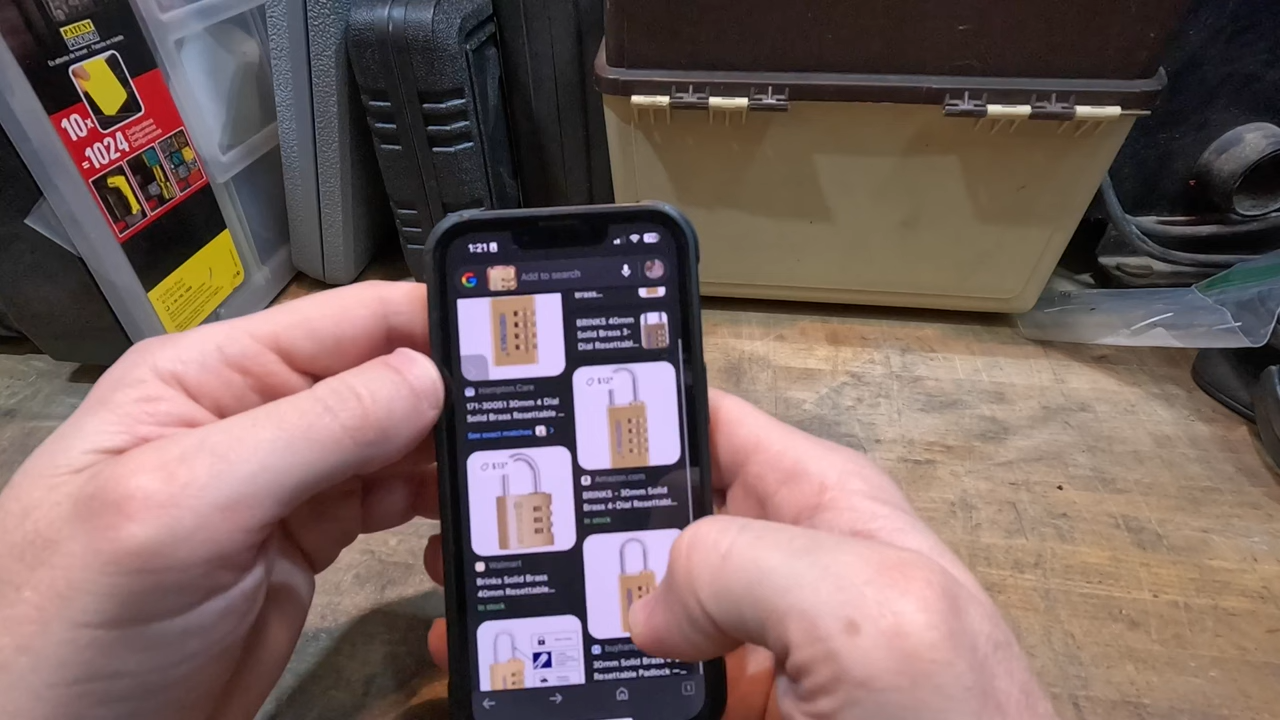 PATENT
PENDING
10x
=1024
Configurations
1:21
Add to search
Brass...
BRINKS 40mm
Solid Brass 3-
Dial Resettabl...
Hampton.Care
171-30051 30mm 4 Dial
Solid Brass Resettable ...
See exact matches
$12*
Amazon.com
BRINKS - 30mm Solid
Brass 4-Dial Resettabl...
In stock
$13*
Walmart
Brinks Solid Brass
40mm Resettable...
In stock
30mm Solid Brass
Resettable Padlock